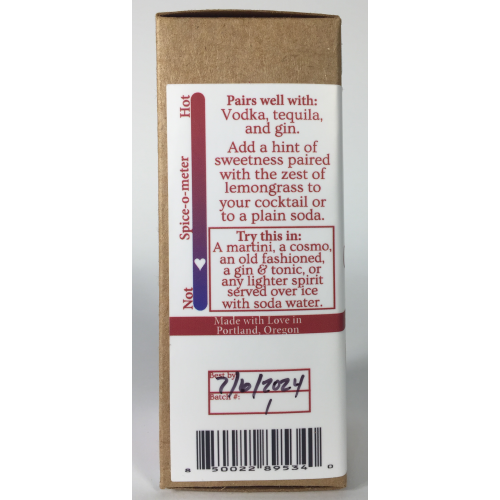 Hot
Spice-o-meter
Not
Pairs well with:
Vodka, tequila,
and gin.
Add a hint of
sweetness paired
with the zest of
lemongrass to
your cocktail or
to a plain soda.
Try this in:
A martini, a cosmo,
an old fashioned,
a gin & tonic, or
any lighter spirit
served over ice
with soda water.
Made with Love in
Portland, Oregon
Best by:
7/6/2024
Batch #:
1
8 50022 89534 0